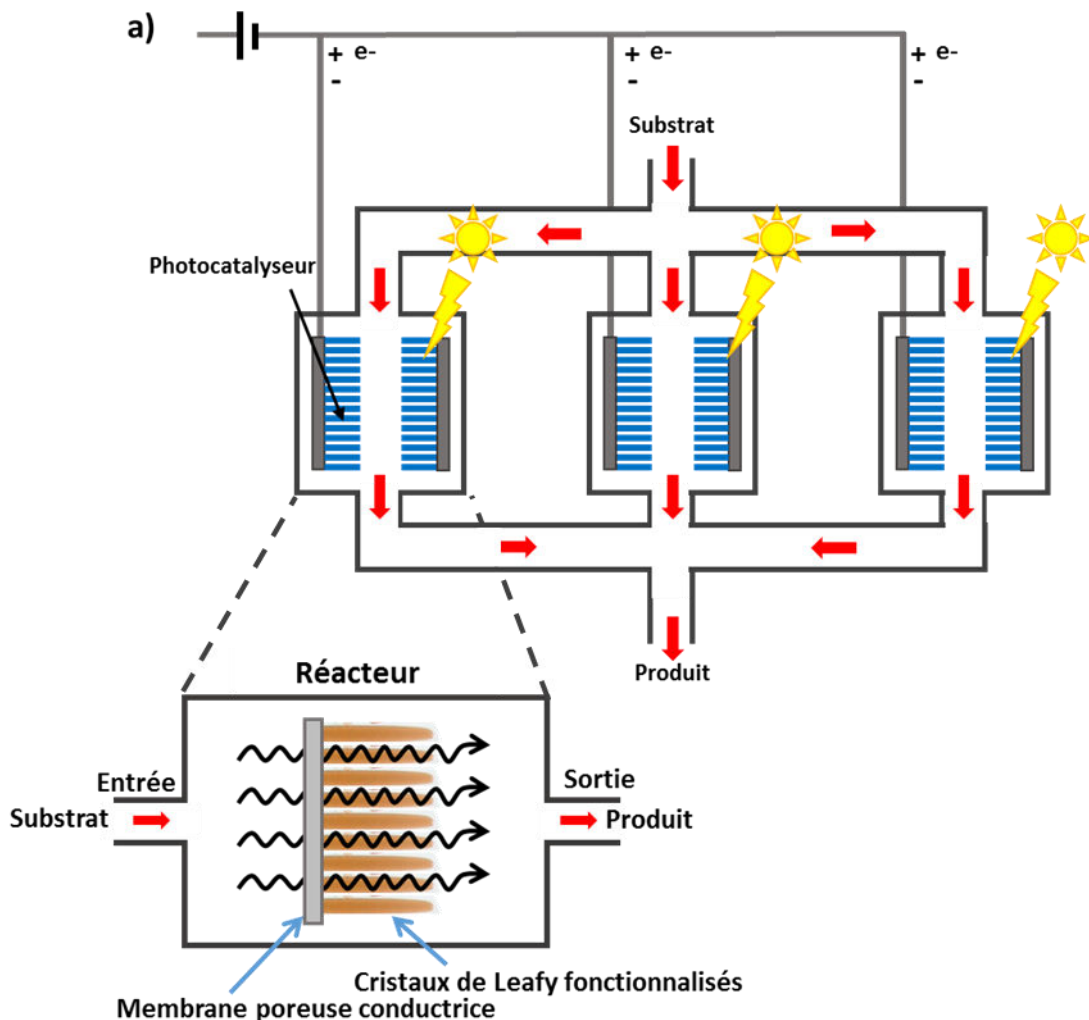 a)
+ e-
-
+ e-
-
+ e-
-
Substrat
Photocatalyseur
Produit
Réacteur
Entrée
Substrat
Sortie
Produit
Cristaux de Leafy fonctionnalisés
Membrane poreuse conductrice